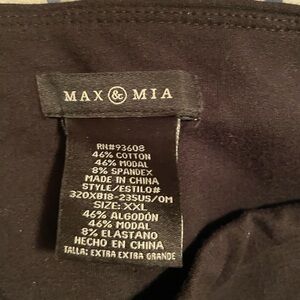 MAX & MIA
RN#93608
46% COTTON
46% MODAL
8% SPANDEX
MADE IN CHINA
STYLE/ESTILO#
320XB18-235US/OM
SIZE: XXL
46% ALGODÓN
46% MODAL
8% ELASTANO
HECHO EN CHINA
TALLA: EXTRA EXTRA GRANDE